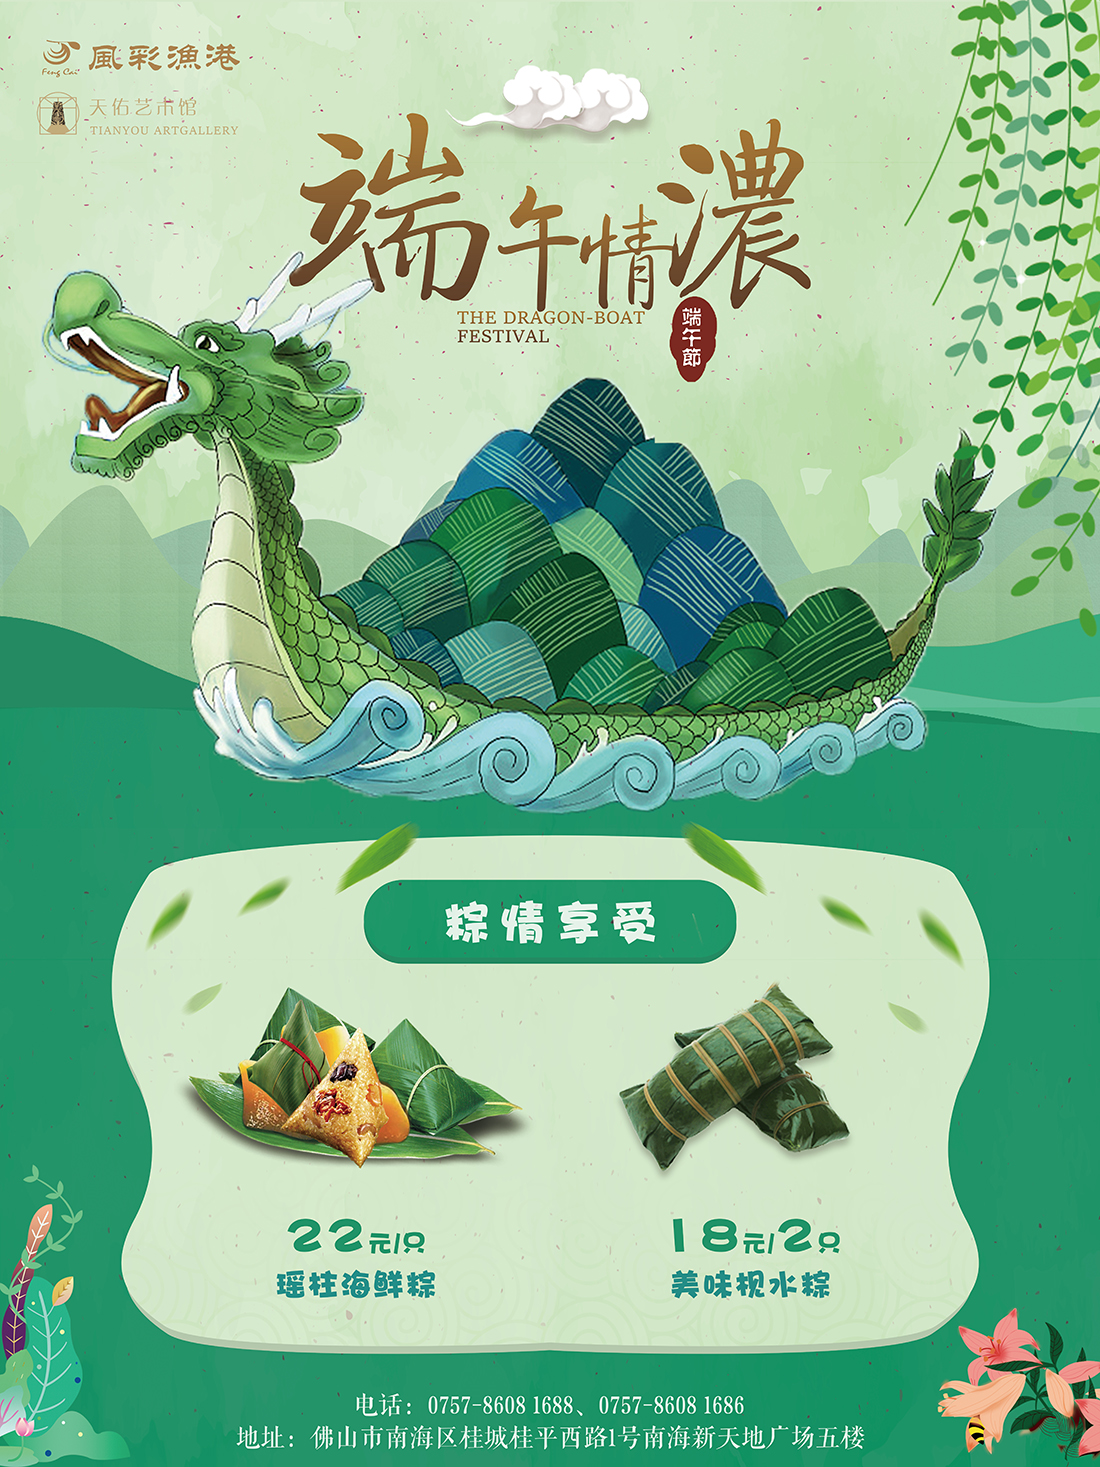 風彩漁港
Feng Cai
天佑艺术馆
TIANYOU ARTGALLERY
端午情濃
THE DRAGON-BOAT
FESTIVAL
端午節
粽情享受
22元/只
瑶柱海鲜粽
18元/2只
美味枧水粽
电话：0757-8608 1688、0757-8608 1686
地址：佛山市南海区桂城桂平西路1号南海新天地广场五楼